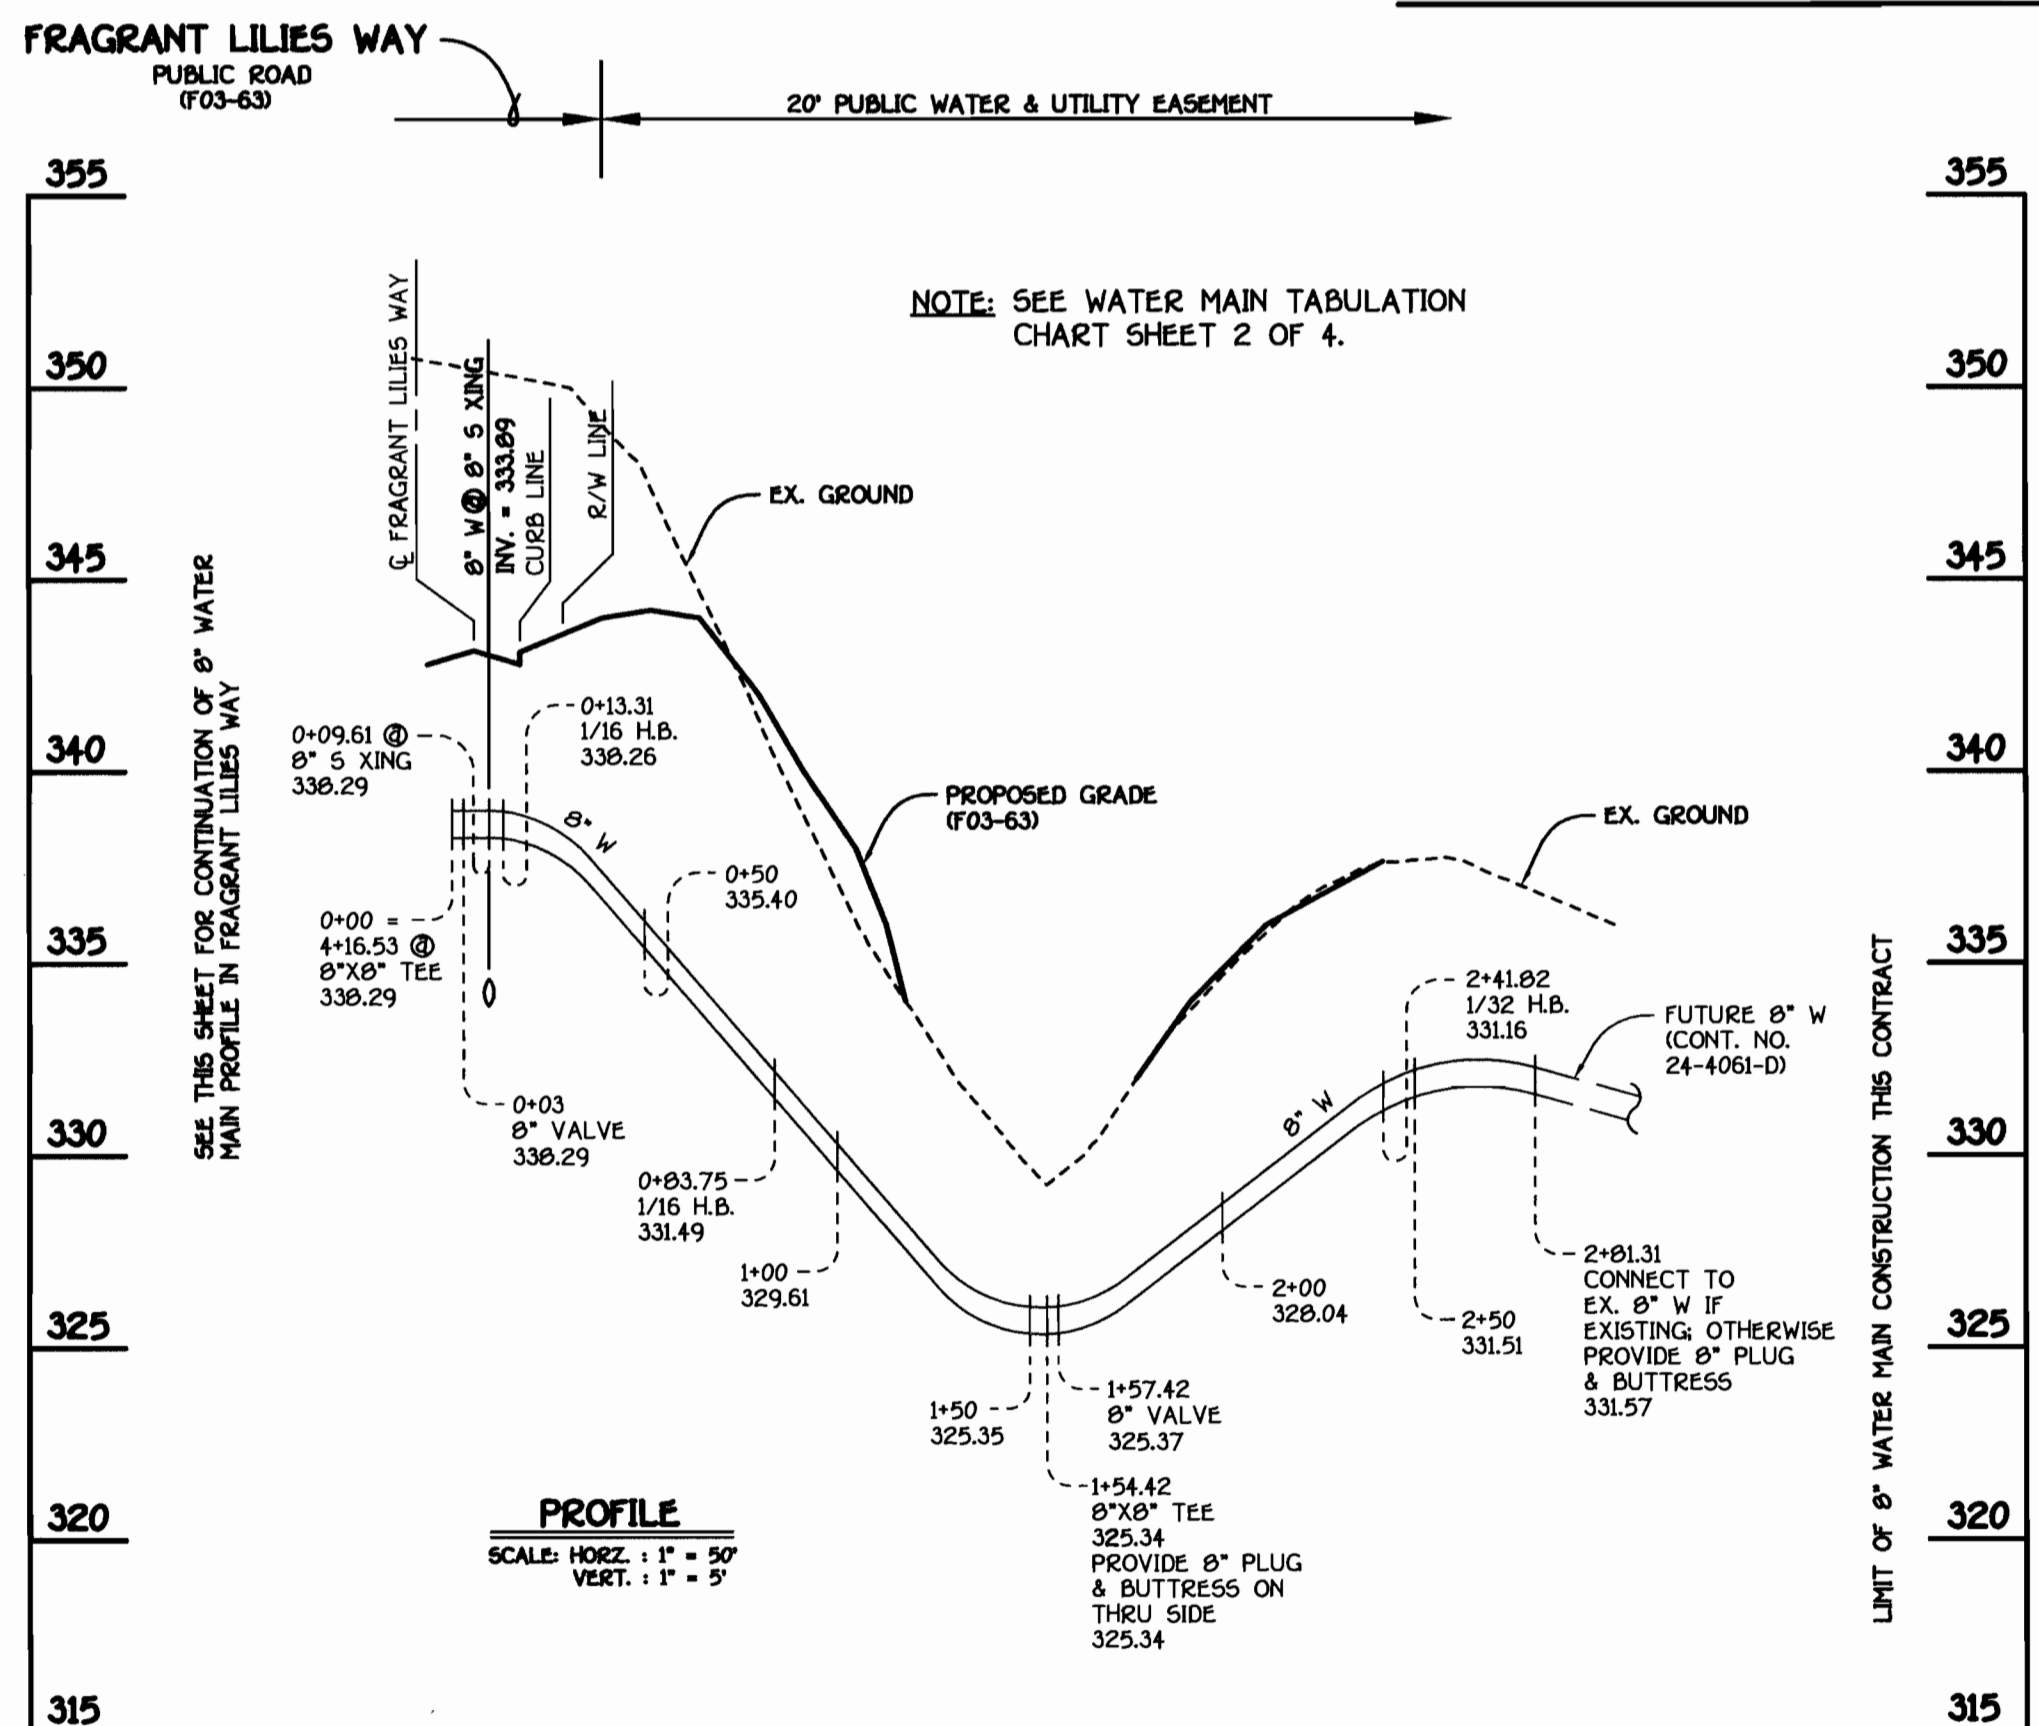 FRAGRANT LILIES WAY
PUBLIC ROAD
(F03-63)
20' PUBLIC WATER & UTILITY EASEMENT
355
355
350
350
345
345
340
340
335
335
330
330
325
325
320
320
315
315
NOTE: SEE WATER MAIN TABULATION
CHART SHEET 2 OF 4.
℄ FRAGRANT LILIES WAY
8" W @ 8" S XING
INV. = 333.89
CURB LINE
R/W LINE
EX. GROUND
SEE THIS SHEET FOR CONTINUATION OF 8" WATER
MAIN PROFILE IN FRAGRANT LILIES WAY
0+09.61 @
8" S XING
338.29
0+13.31
1/16 H.B.
338.26
8" W
0+50
335.40
PROPOSED GRADE
(F03-63)
EX. GROUND
0+00 =
4+16.53 @
8"X8" TEE
338.29
0+03
8" VALVE
338.29
0+83.75
1/16 H.B.
331.49
1+00
329.61
2+41.82
1/32 H.B.
331.16
FUTURE 8" W
(CONT. NO.
24-4061-D)
8" W
2+00
328.04
2+50
331.51
2+81.31
CONNECT TO
EX. 8" W IF
EXISTING; OTHERWISE
PROVIDE 8" PLUG
& BUTTRESS
331.57
1+50
325.35
1+57.42
8" VALVE
325.37
1+54.42
8"X8" TEE
325.34
PROVIDE 8" PLUG
& BUTTRESS ON
THRU SIDE
325.34
LIMIT OF 8" WATER MAIN CONSTRUCTION THIS CONTRACT
PROFILE
SCALE: HORZ. : 1" = 50'
VERT. : 1" = 5'